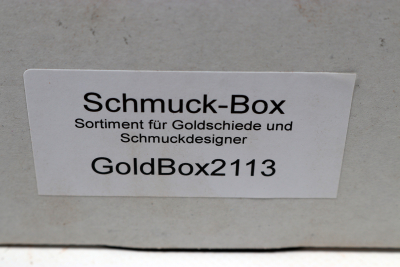 Schmuck-Box
Sortiment für Goldschiede und
Schmuckdesigner
GoldBox2113